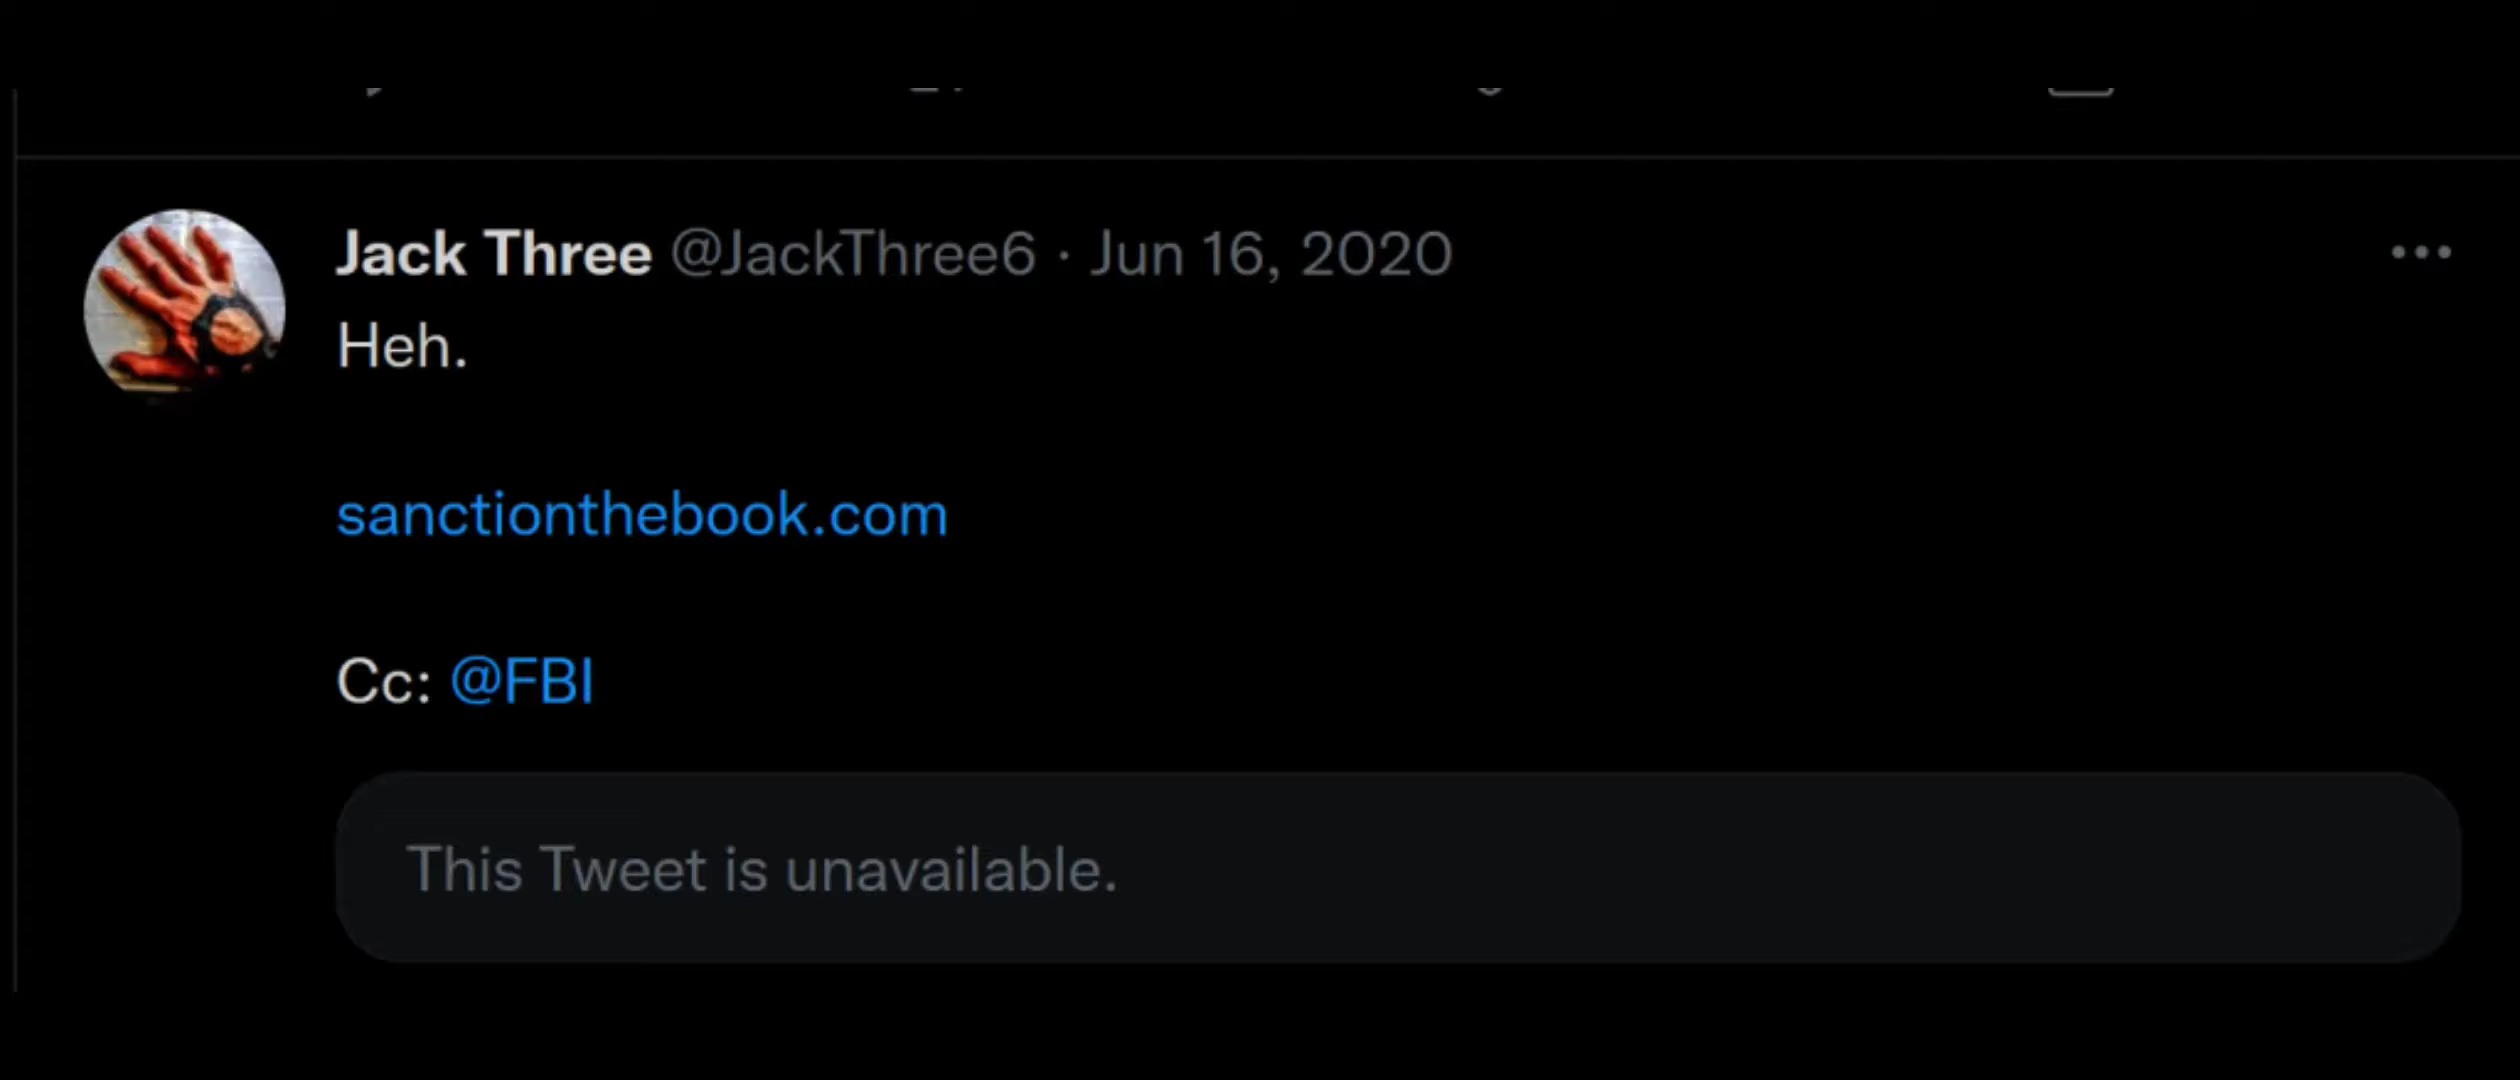 Jack Three @JackThree6 · Jun 16, 2020
Heh.
sanctionthebook.com
Cc: @FBI
This Tweet is unavailable.